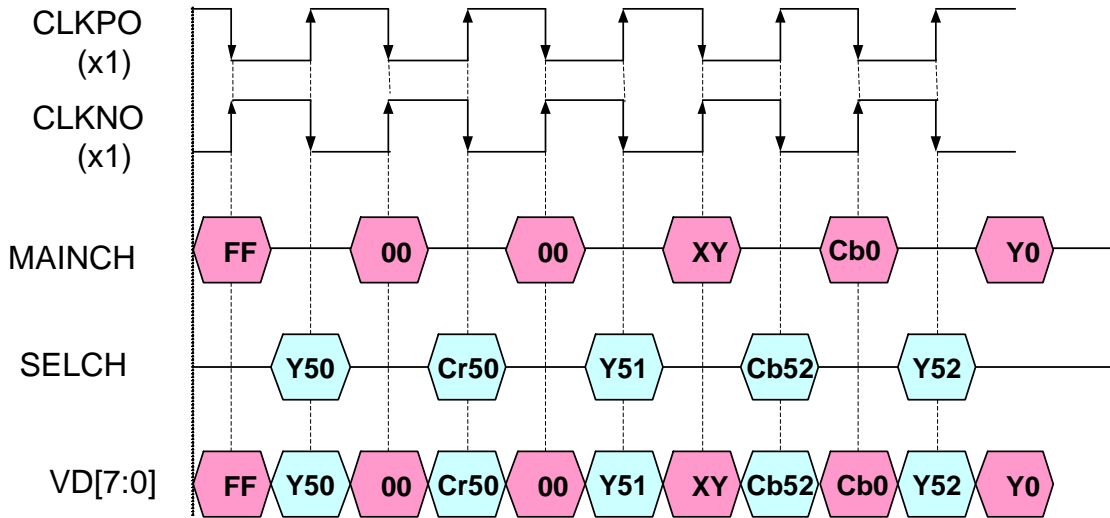 CLKPO
(x1)
CLKNO
(x1)
MAINCH FF 00 00 XY Cb0 Y0
SELCH Y50 Cr50 Y51 Cb52 Y52
VD[7:0] FF Y50 00 Cr50 00 Y51 XY Cb52 Cb0 Y52 Y0